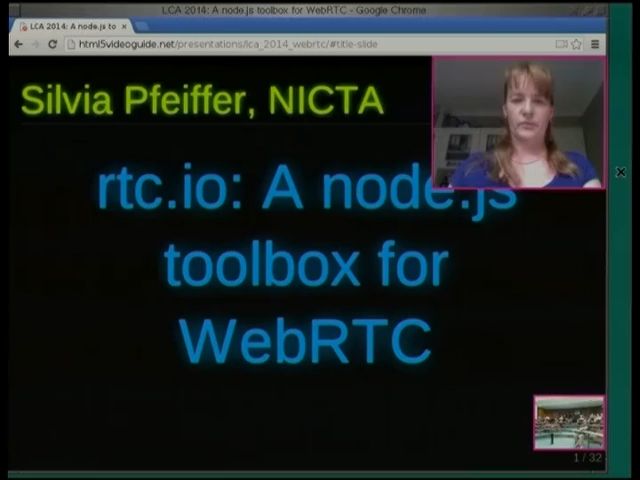 LCA 2014: A node.js toolbox for WebRTC - Google Chrome
LCA 2014: A node.js to
html5videoguide.net/presentations/lca_2014_webrtc/#title-slide
Silvia Pfeiffer, NICTA
rtc.io: A node.js
toolbox for
WebRTC
1 / 32